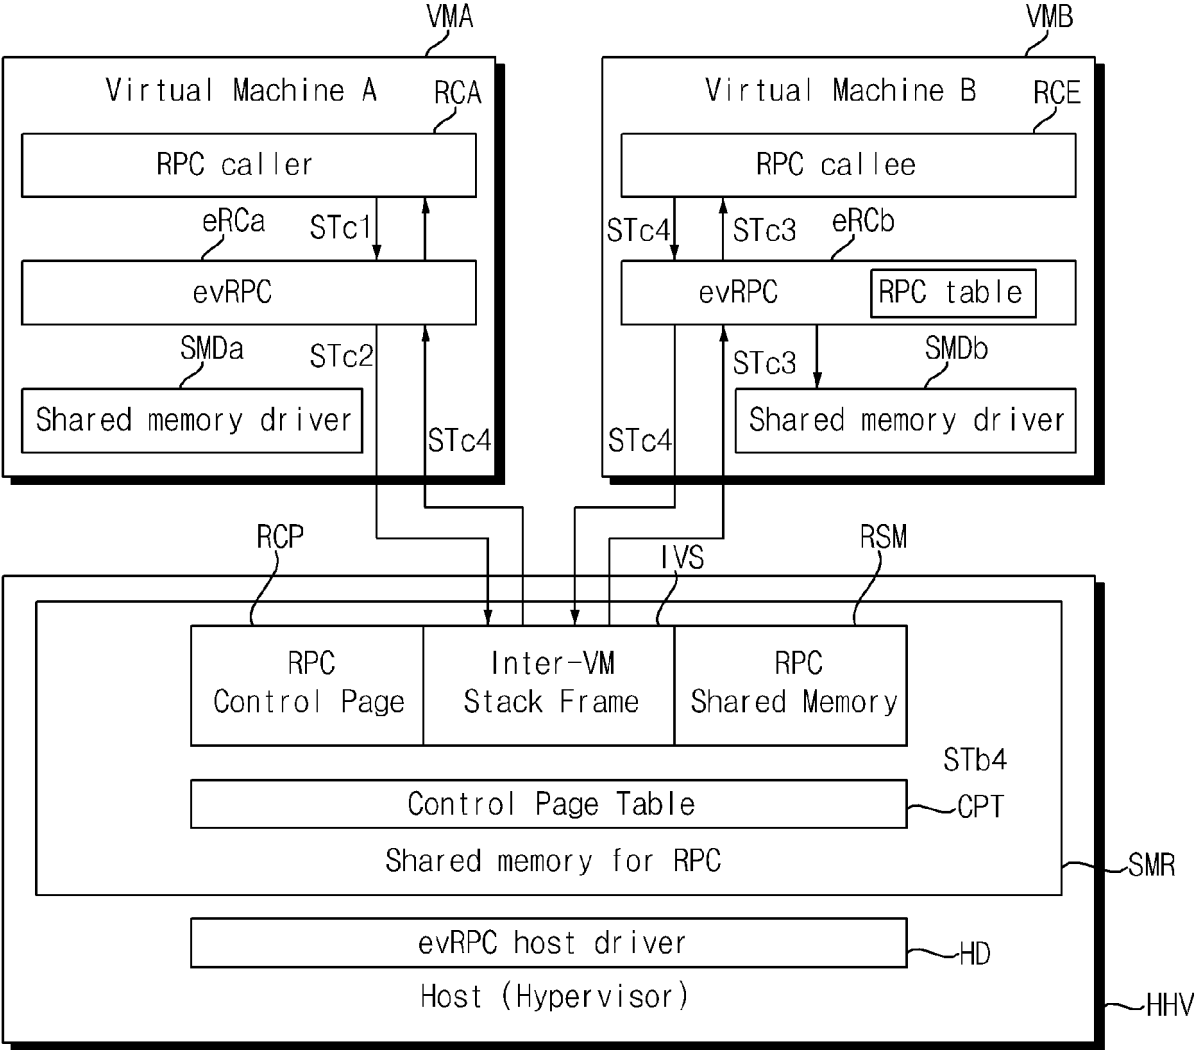 VMA
VMB
Virtual Machine A
RCA
Virtual Machine B
RCE
RPC caller
RPC callee
eRCa
STc1
STc4
STc3
eRCb
evRPC
evRPC
RPC table
SMDa
STc2
STc3
SMDb
Shared memory driver
STc4
STc4
Shared memory driver
RCP
IVS
RSM
RPC
Control Page
Inter-VM
Stack Frame
RPC
Shared Memory
STb4
Control Page Table
CPT
Shared memory for RPC
SMR
evRPC host driver
HD
Host (Hypervisor)
HHV